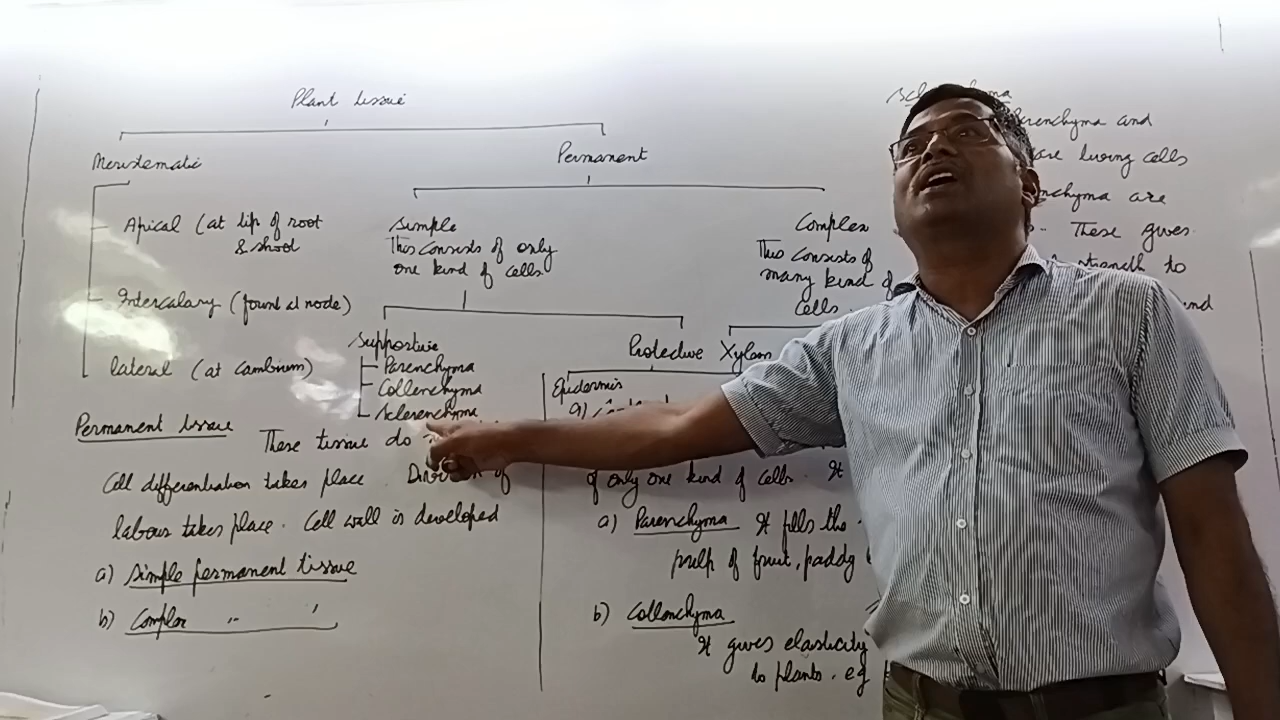 Plant tissue
Meristematic
Permanent
Apical (at tip of root
& shoot
Intercalary (found at node)
lateral (at cambium)
Simple
This consists of only
one kind of cells
Complex
This consists of
many kind of
Cells
Supportive
Parenchyma
Collenchyma
Sclerenchyma
Protective
Xylem
Epidermis
Permanent tissue
These tissue do
Cell differentiation takes place
labour takes place. Cell wall is developed
a) Simple permanent tissue
b) Complex
of only one kind of cells. It
a) Parenchyma It fills the
pulp of fruit, paddy
b) Collenchyma
It gives elasticity
to plants. eg
and
are living cells
are
These gives
strength to